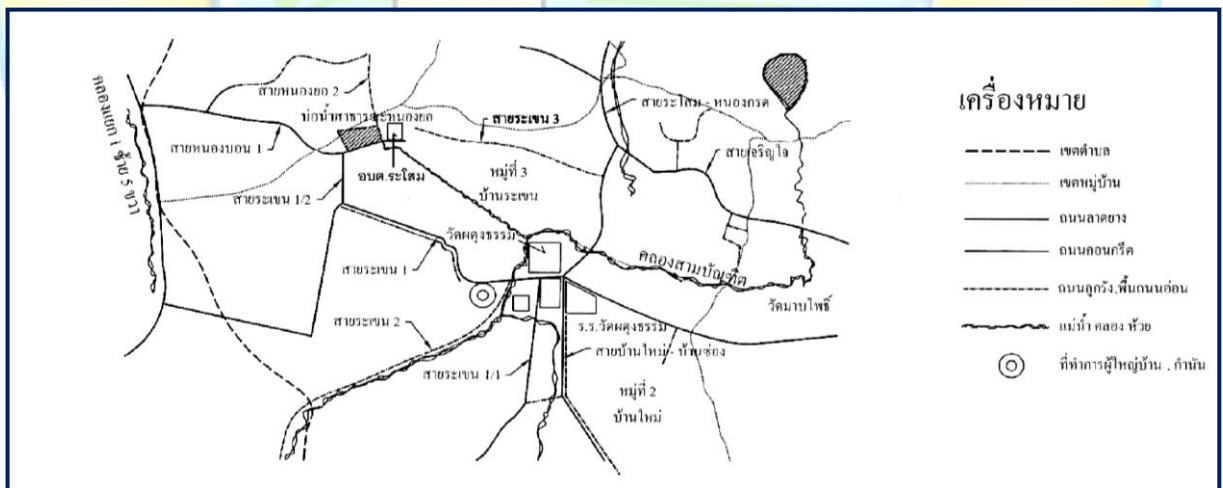 คลองแยก 1 ซ้าย 5 ขวา
สายหนองยอ 2
บ่อน้ำสาธารณะหนองยอ
สายหนองบอน 1
สายระเขน 3
สายระโสม - หนองกรด
สายเจริญใจ
อบต.ระโสม
หมู่ที่ 3
บ้านระเขน
สายระเขน 1/2
วัดผดุงธรรม
สายระเขน 1
คลองสามบัณฑิต
วัดมาบโพธิ์
สายระเขน 2
ร.ร.วัดผดุงธรรม
สายบ้านใหม่ - บ้านช่อง
สายระเขน 1/1
หมู่ที่ 2
บ้านใหม่
เครื่องหมาย
เขตตำบล
เขตหมู่บ้าน
ถนนลาดยาง
ถนนคอนกรีต
ถนนลูกรัง,พื้นถนนอ่อน
แม่น้ำ คลอง ห้วย
ที่ทำการผู้ใหญ่บ้าน . กำนัน